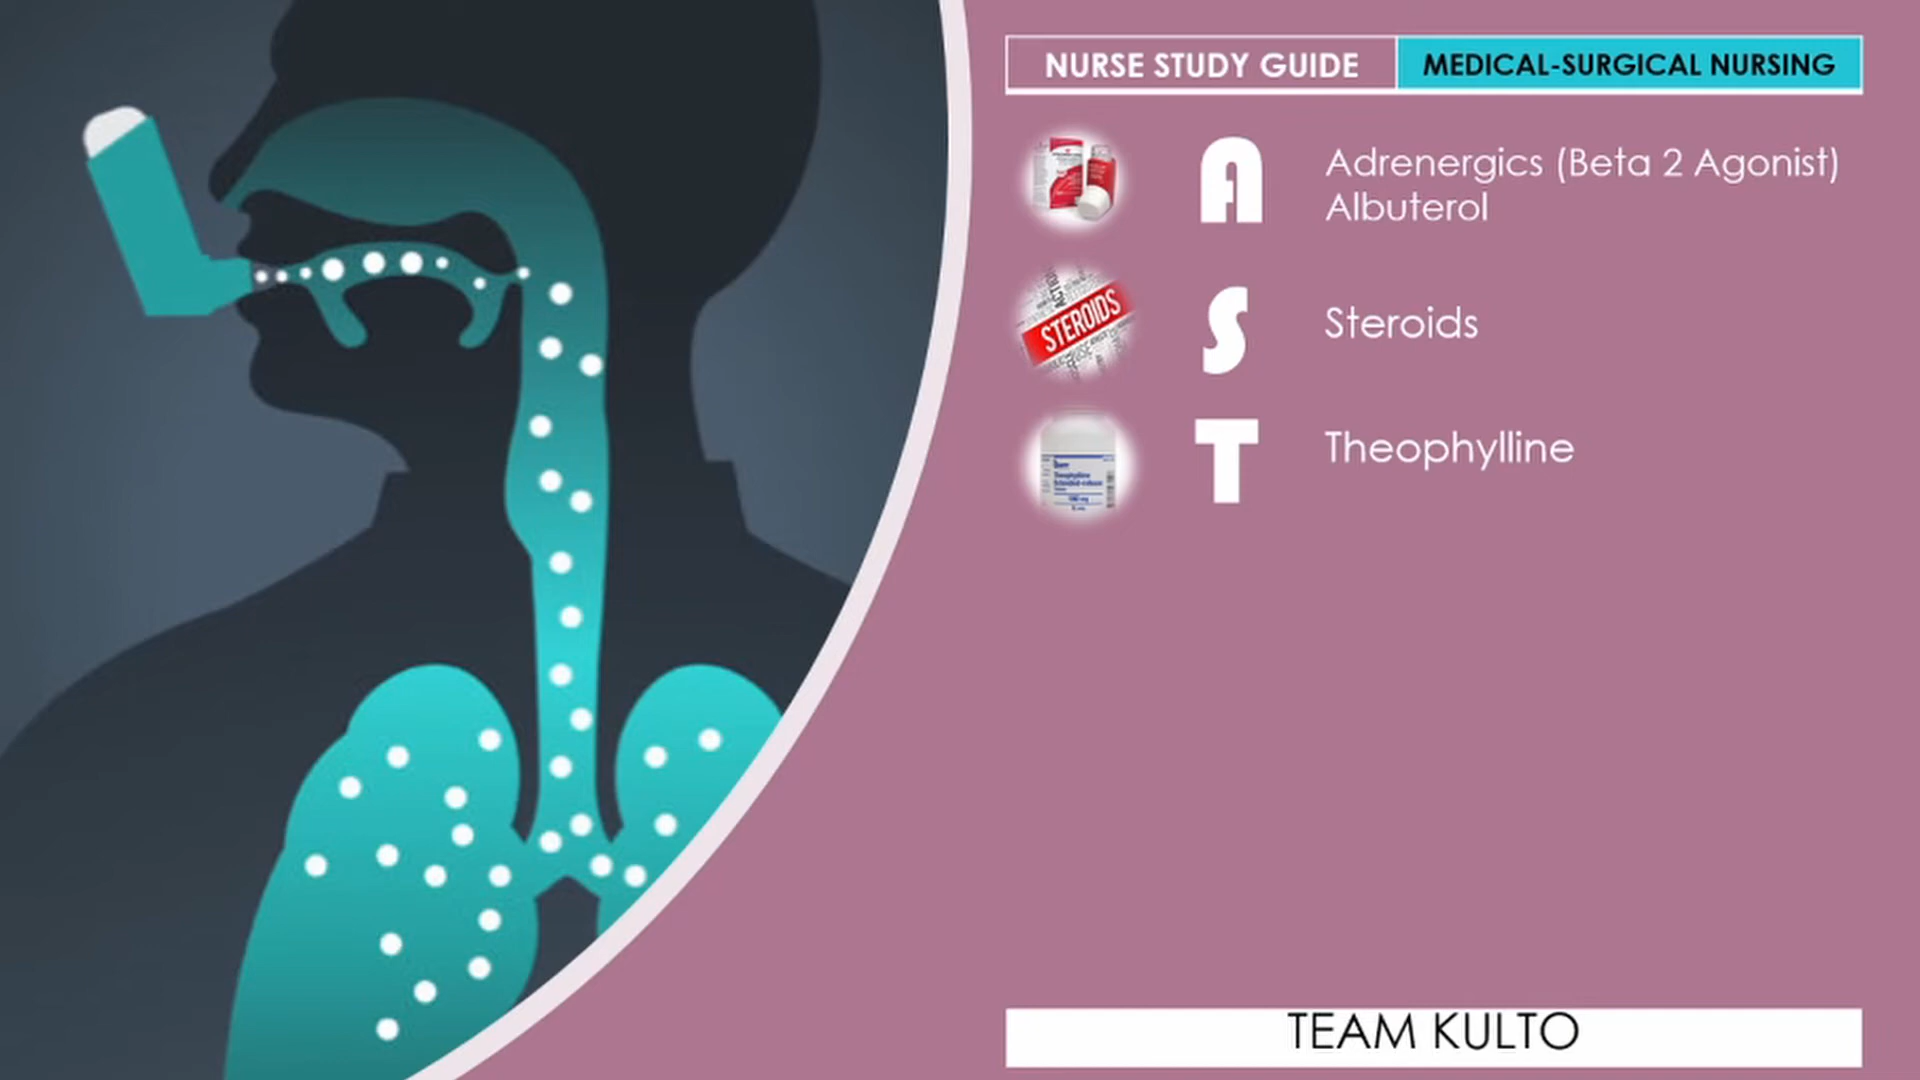 NURSE STUDY GUIDE
MEDICAL-SURGICAL NURSING
A
Adrenergics (Beta 2 Agonist)
Albuterol
STEROIDS
S
Steroids
T
Theophylline
TEAM KULTO